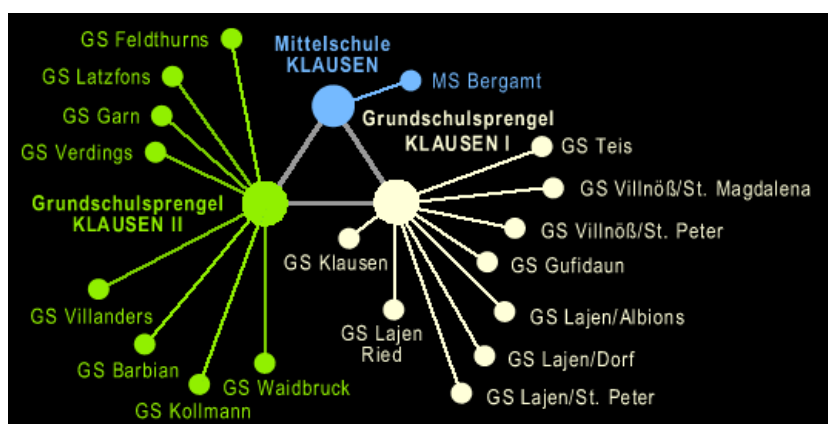 GS Feldthurns
GS Latzfons
GS Garn
GS Verdings
Grundschulsprengel
KLAUSEN II
GS Villanders
GS Barbian
GS Kollmann
GS Waidbruck
Mittelschule
KLAUSEN
MS Bergamt
Grundschulsprengel
KLAUSEN I
GS Teis
GS Villnöß/St. Magdalena
GS Villnöß/St. Peter
GS Gufidaun
GS Klausen
GS Lajen
Ried
GS Lajen/Albions
GS Lajen/Dorf
GS Lajen/St. Peter